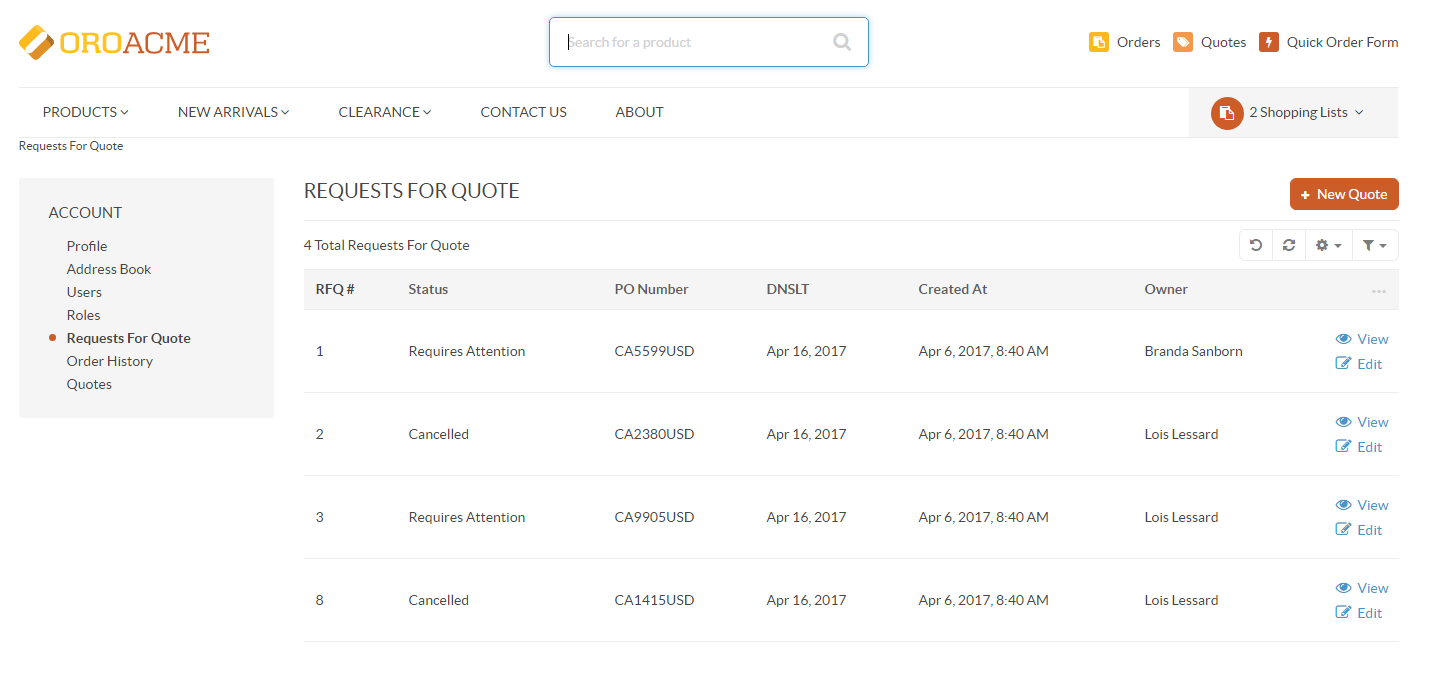 OROACME
Search for a product
Orders Quotes Quick Order Form
PRODUCTS NEW ARRIVALS CLEARANCE CONTACT US ABOUT
2 Shopping Lists
Requests For Quote
ACCOUNT
Profile
Address Book
Users
Roles
Requests For Quote
Order History
Quotes
REQUESTS FOR QUOTE
+ New Quote
4 Total Requests For Quote
RFQ # Status PO Number DNSLT Created At Owner ...
1 Requires Attention CA5599USD Apr 16, 2017 Apr 6, 2017, 8:40 AM Branda Sanborn
View
Edit
2 Cancelled CA2380USD Apr 16, 2017 Apr 6, 2017, 8:40 AM Lois Lessard
View
Edit
3 Requires Attention CA9905USD Apr 16, 2017 Apr 6, 2017, 8:40 AM Lois Lessard
View
Edit
8 Cancelled CA1415USD Apr 16, 2017 Apr 6, 2017, 8:40 AM Lois Lessard
View
Edit